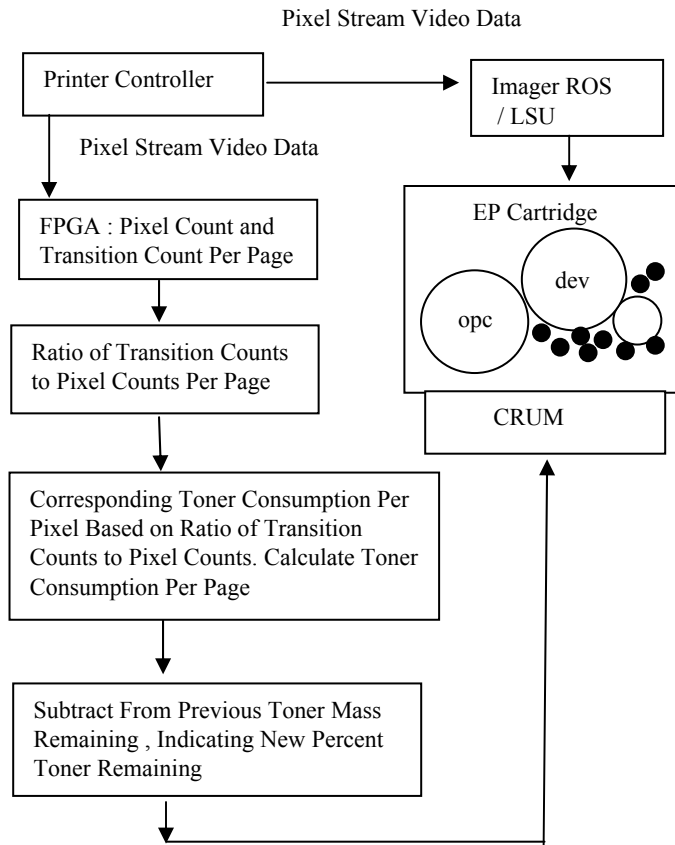 Pixel Stream Video Data
Printer Controller
Imager ROS
/ LSU
Pixel Stream Video Data
FPGA : Pixel Count and
Transition Count Per Page
EP Cartridge
dev
opc
Ratio of Transition Counts
to Pixel Counts Per Page
CRUM
Corresponding Toner Consumption Per
Pixel Based on Ratio of Transition
Counts to Pixel Counts. Calculate Toner
Consumption Per Page
Subtract From Previous Toner Mass
Remaining , Indicating New Percent
Toner Remaining